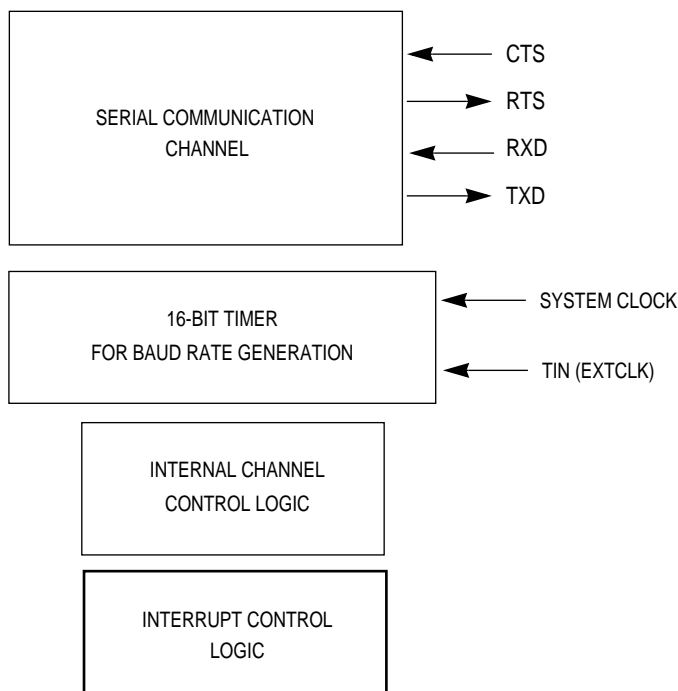 SERIAL COMMUNICATION
CHANNEL
CTS
RTS
RXD
TXD
16-BIT TIMER
FOR BAUD RATE GENERATION
SYSTEM CLOCK
TIN (EXTCLK)
INTERNAL CHANNEL
CONTROL LOGIC
INTERRUPT CONTROL
LOGIC